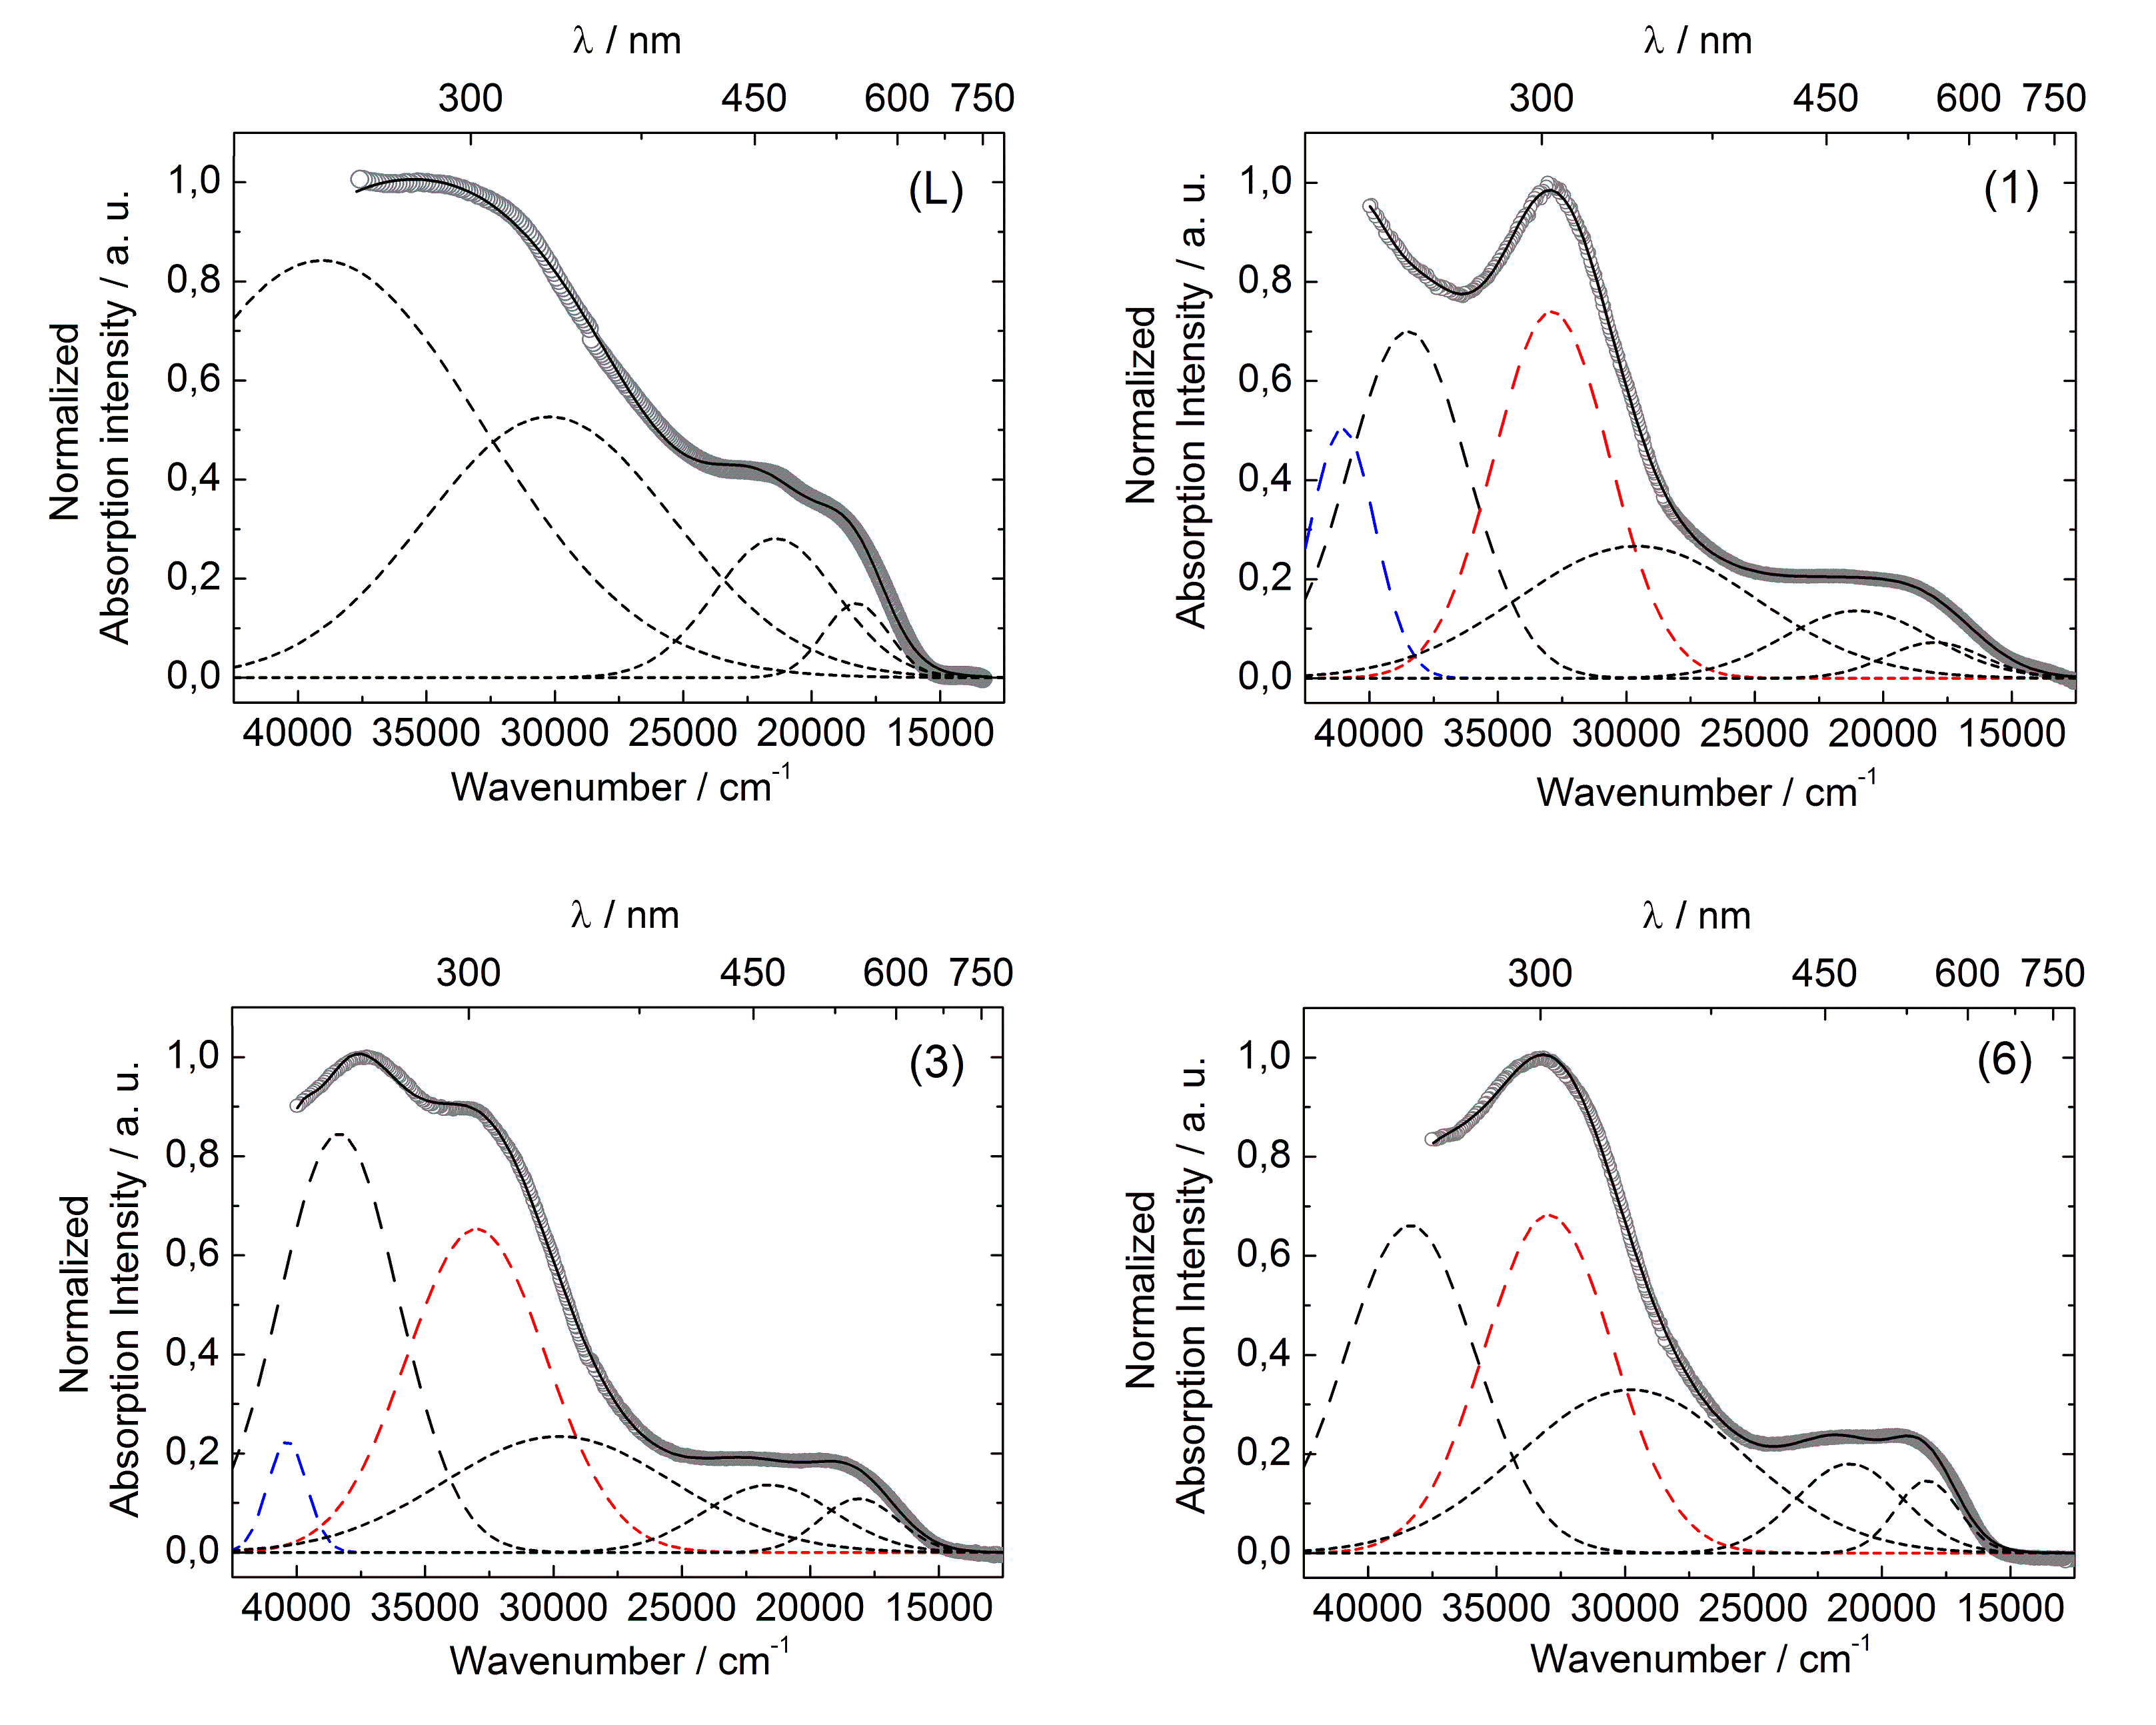 λ / nm
300 450 600 750
(L)
1,0
0,8
0,6
0,4
0,2
0,0
Normalized
Absorption intensity / a. u.
40000 35000 30000 25000 20000 15000
Wavenumber / cm-1
λ / nm
300 450 600 750
(1)
1,0
0,8
0,6
0,4
0,2
0,0
Normalized
Absorption Intensity / a. u.
40000 35000 30000 25000 20000 15000
Wavenumber / cm-1
λ / nm
300 450 600 750
(3)
1,0
0,8
0,6
0,4
0,2
0,0
Normalized
Absorption Intensity / a. u.
40000 35000 30000 25000 20000 15000
Wavenumber / cm-1
λ / nm
300 450 600 750
(6)
1,0
0,8
0,6
0,4
0,2
0,0
Normalized
Absorption Intensity / a. u.
40000 35000 30000 25000 20000 15000
Wavenumber / cm-1